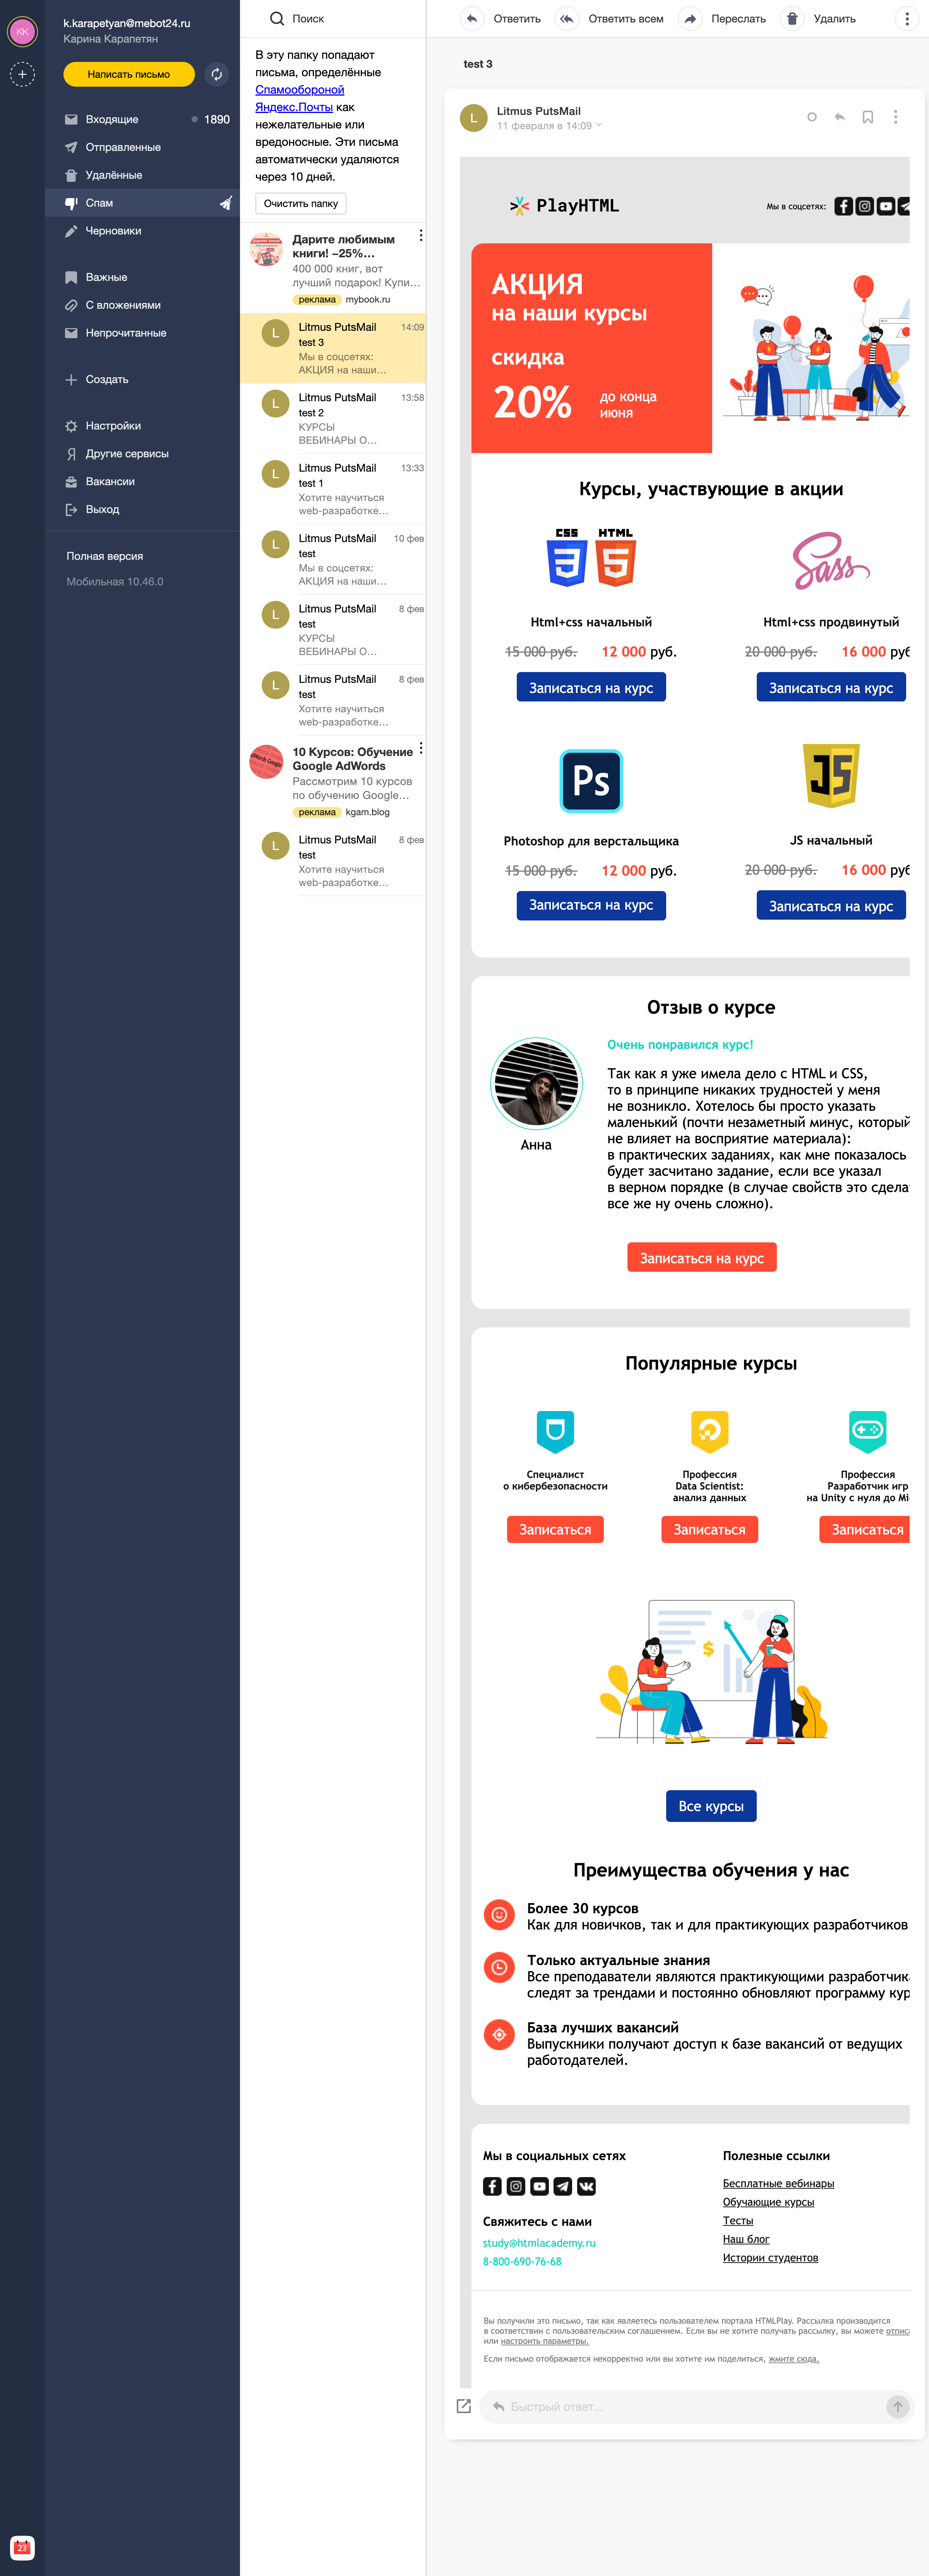 KK
k.karapetyan@mebot24.ru
Карина Карапетян
Написать письмо
Входящие
1890
Отправленные
Удалённые
Спам
Черновики
Важные
С вложениями
Непрочитанные
Создать
Настройки
Другие сервисы
Вакансии
Выход
Полная версия
Мобильная 10.46.0
23
Поиск
В эту папку попадают
письма, определённые
Спамообороной
Яндекс.Почты как
нежелательные или
вредоносные. Эти письма
автоматически удаляются
через 10 дней.
Очистить папку
Дарите любимым
книги! –25%...
400 000 книг, вот
лучший подарок! Купи...
реклама mybook.ru
L
Litmus PutsMail 14:09
test 3
Мы в соцсетях:
АКЦИЯ на наши...
L
Litmus PutsMail 13:58
test 2
КУРСЫ
ВЕБИНАРЫ О...
L
Litmus PutsMail 13:33
test 1
Хотите научиться
web-разработке...
L
Litmus PutsMail 10 фев
test
Мы в соцсетях:
АКЦИЯ на наши...
L
Litmus PutsMail 8 фев
test
КУРСЫ
ВЕБИНАРЫ О...
L
Litmus PutsMail 8 фев
test
Хотите научиться
web-разработке...
10 Курсов: Обучение
Google AdWords
Рассмотрим 10 курсов
по обучению Google...
реклама kgam.blog
L
Litmus PutsMail 8 фев
test
Хотите научиться
web-разработке...
Ответить
Ответить всем
Переслать
Удалить
test 3
L
Litmus PutsMail
11 февраля в 14:09
PlayHTML
Мы в соцсетях:
АКЦИЯ
на наши курсы
скидка
20%
до конца
июня
Курсы, участвующие в акции
CSS HTML
3 5
Sass
Html+css начальный
Html+css продвинутый
15 000 руб. 12 000 руб.
20 000 руб. 16 000 руб
Записаться на курс
Записаться на курс
Ps
JS
Photoshop для верстальщика
JS начальный
15 000 руб. 12 000 руб.
20 000 руб. 16 000 руб
Записаться на курс
Записаться на курс
Отзыв о курсе
Очень понравился курс!
Так как я уже имела дело с HTML и CSS,
то в принципе никаких трудностей у меня
не возникло. Хотелось бы просто указать
маленький (почти незаметный минус, который
не влияет на восприятие материала):
в практических заданиях, как мне показалось
будет засчитано задание, если все указал
в верном порядке (в случае свойств это сдела
все же ну очень сложно).
Анна
Записаться на курс
Популярные курсы
Специалист
о кибербезопасности
Профессия
Data Scientist:
анализ данных
Профессия
Разработчик игр
на Unity с нуля до Mi
Записаться
Записаться
Записаться
$
Все курсы
Преимущества обучения у нас
Более 30 курсов
Как для новичков, так и для практикующих разработчиков
Только актуальные знания
Все преподаватели являются практикующими разработчик
следят за трендами и постоянно обновляют программу кур
База лучших вакансий
Выпускники получают доступ к базе вакансий от ведущих
работодателей.
Мы в социальных сетях
Свяжитесь с нами
study@htmlacademy.ru
8-800-690-76-68
Полезные ссылки
Бесплатные вебинары
Обучающие курсы
Тесты
Наш блог
Истории студентов
Вы получили это письмо, так как являетесь пользователем портала HTMLPlay. Рассылка производится
в соответствии с пользовательским соглашением. Если вы не хотите получать рассылку, вы можете отпис
или настроить параметры.
Если письмо отображается некорректно или вы хотите им поделиться, жмите сюда.
Быстрый ответ...